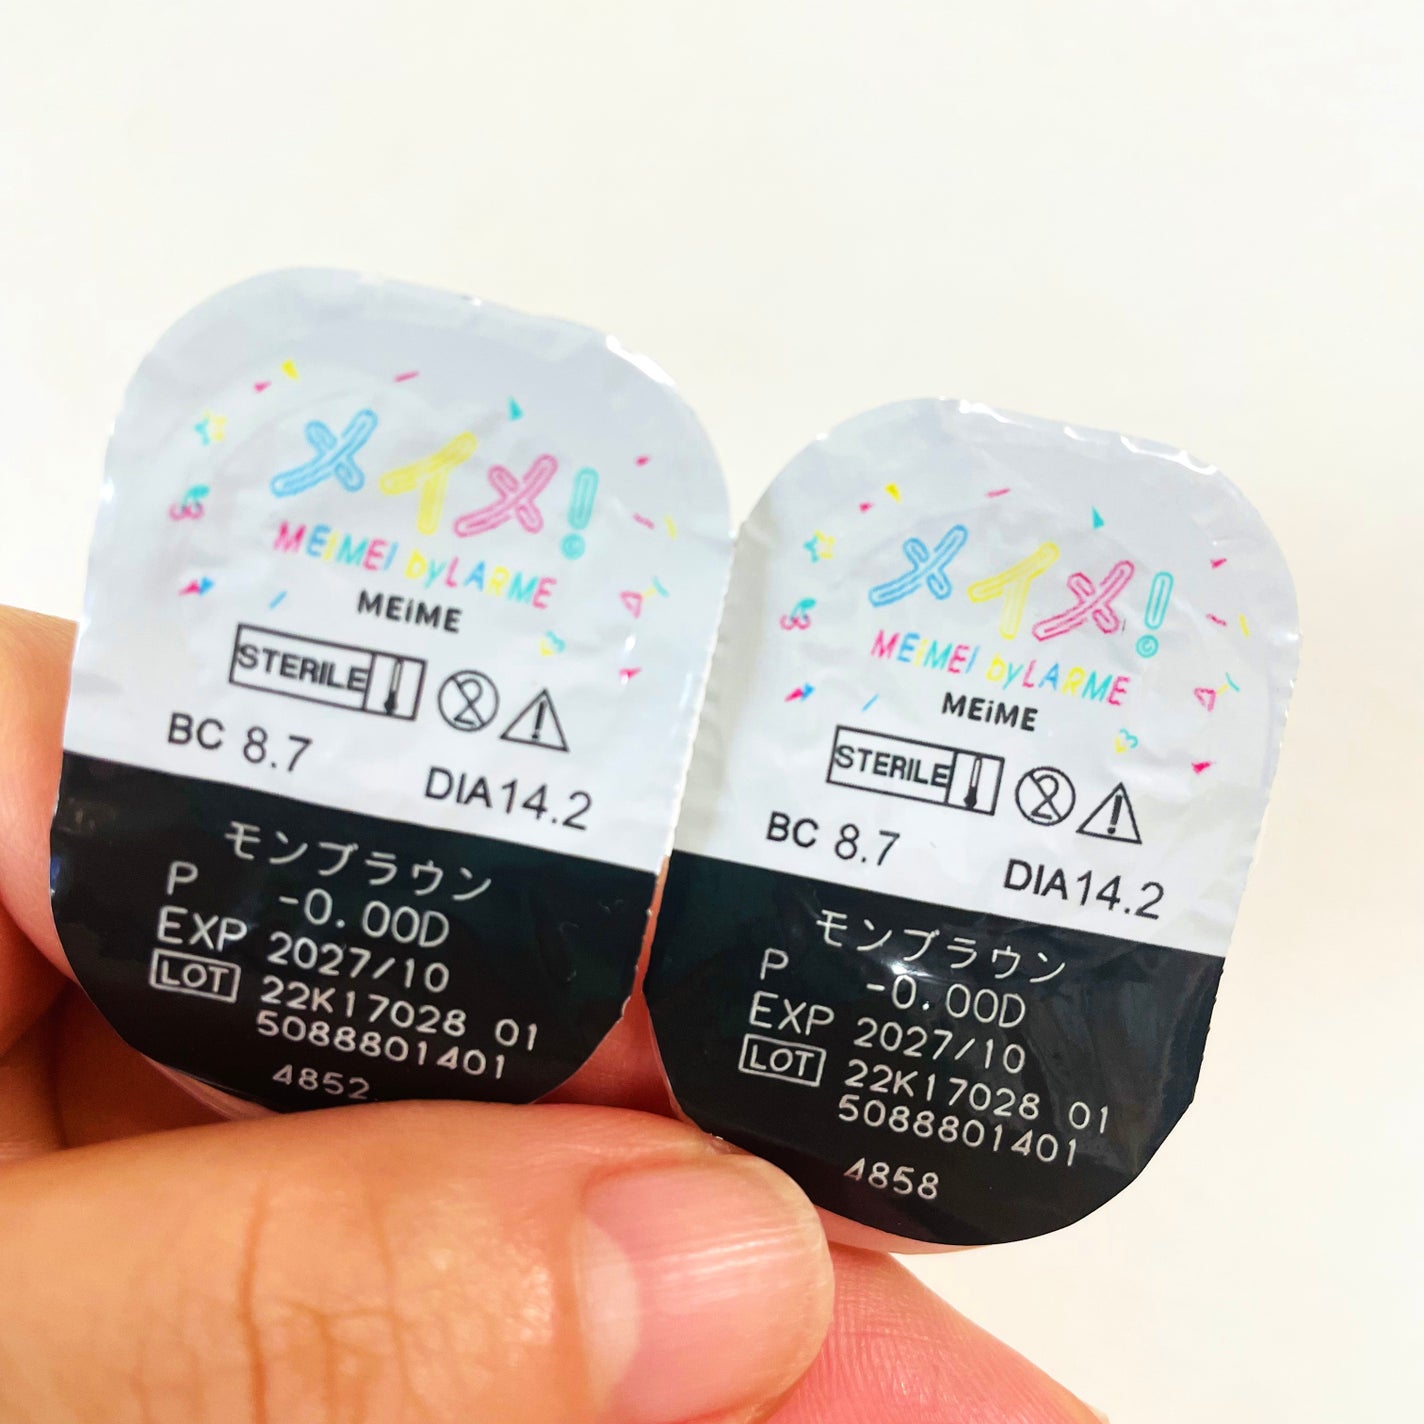 メイメ!
MEiMEI byLARME
MEiME
STERILE
BC 8.7
DIA14.2
モンブラウン
P -0.00D
EXP 2027/10
LOT 22K17028 01
5088801401
4852
メイメ!
MEiMEI byLARME
MEiME
STERILE
BC 8.7
DIA14.2
モンブラウン
P -0.00D
EXP 2027/10
LOT 22K17028 01
5088801401
4858